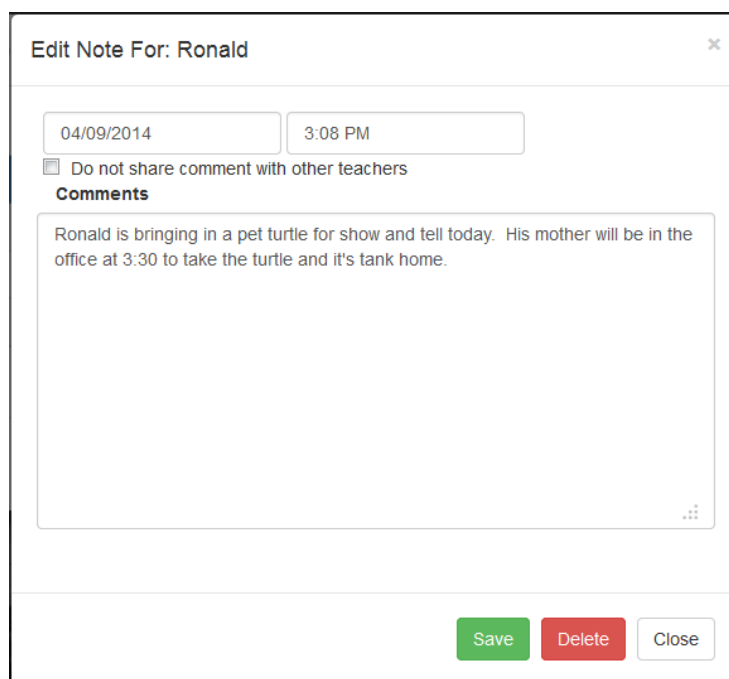 Edit Note For: Ronald ×
04/09/2014 3:08 PM
Do not share comment with other teachers
Comments
Ronald is bringing in a pet turtle for show and tell today.  His mother will be in the
office at 3:30 to take the turtle and it's tank home.
Save Delete Close